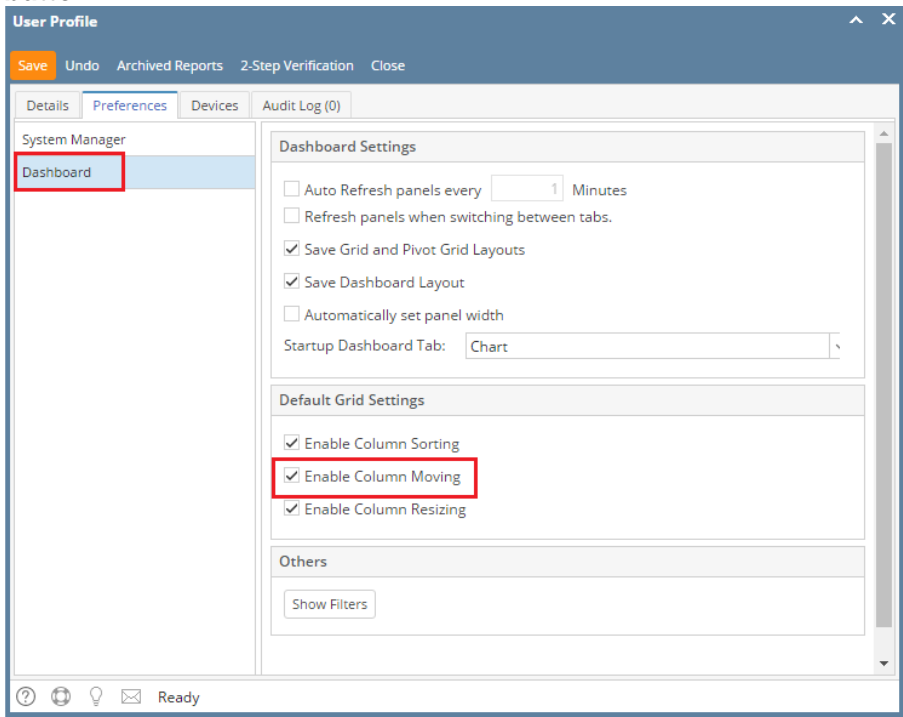 User Profile
Save Undo Archived Reports 2-Step Verification Close
Details Preferences Devices Audit Log (0)
System Manager
Dashboard
Dashboard Settings
Auto Refresh panels every 1 Minutes
Refresh panels when switching between tabs.
Save Grid and Pivot Grid Layouts
Save Dashboard Layout
Automatically set panel width
Startup Dashboard Tab: Chart
Default Grid Settings
Enable Column Sorting
Enable Column Moving
Enable Column Resizing
Others
Show Filters
Ready